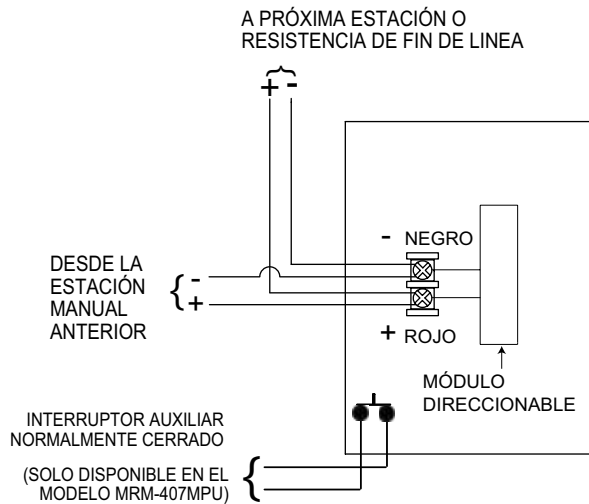 A PRÓXIMA ESTACIÓN O
RESISTENCIA DE FIN DE LINEA
+ -
- NEGRO
DESDE LA
ESTACIÓN
MANUAL
ANTERIOR
-
+
+ ROJO
MÓDULO
DIRECCIONABLE
INTERRUPTOR AUXILIAR
NORMALMENTE CERRADO
(SOLO DISPONIBLE EN EL
MODELO MRM-407MPU)